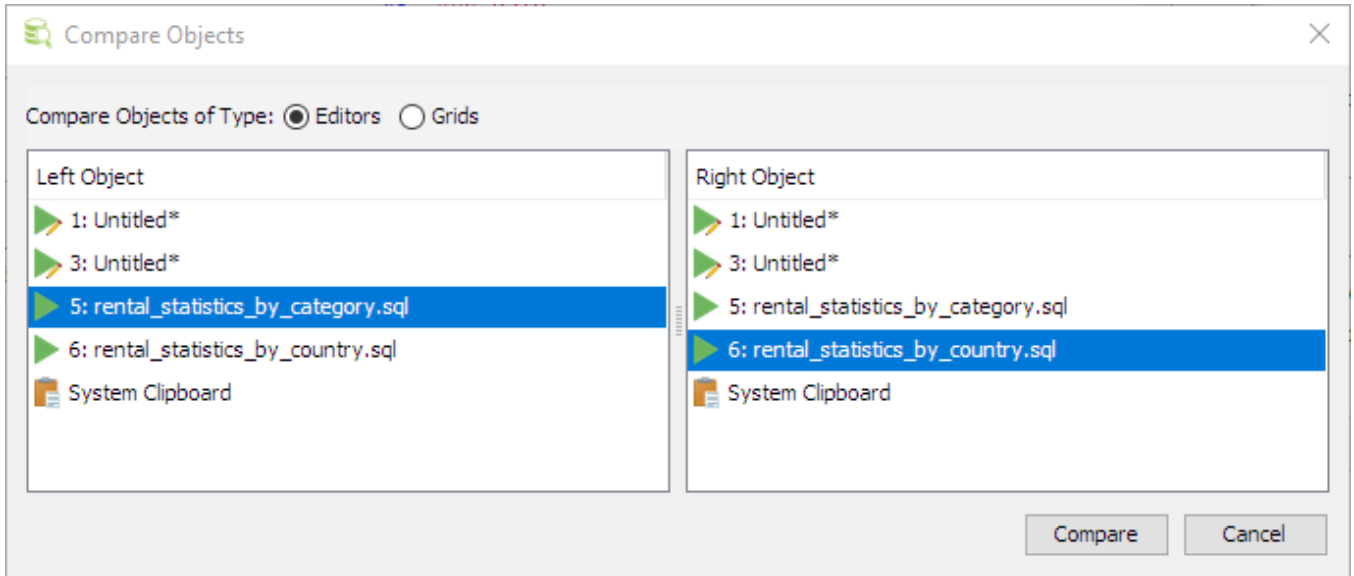 Compare Objects
Compare Objects of Type: Editors Grids
Left Object
1: Untitled*
3: Untitled*
5: rental_statistics_by_category.sql
6: rental_statistics_by_country.sql
System Clipboard
Right Object
1: Untitled*
3: Untitled*
5: rental_statistics_by_category.sql
6: rental_statistics_by_country.sql
System Clipboard
Compare Cancel